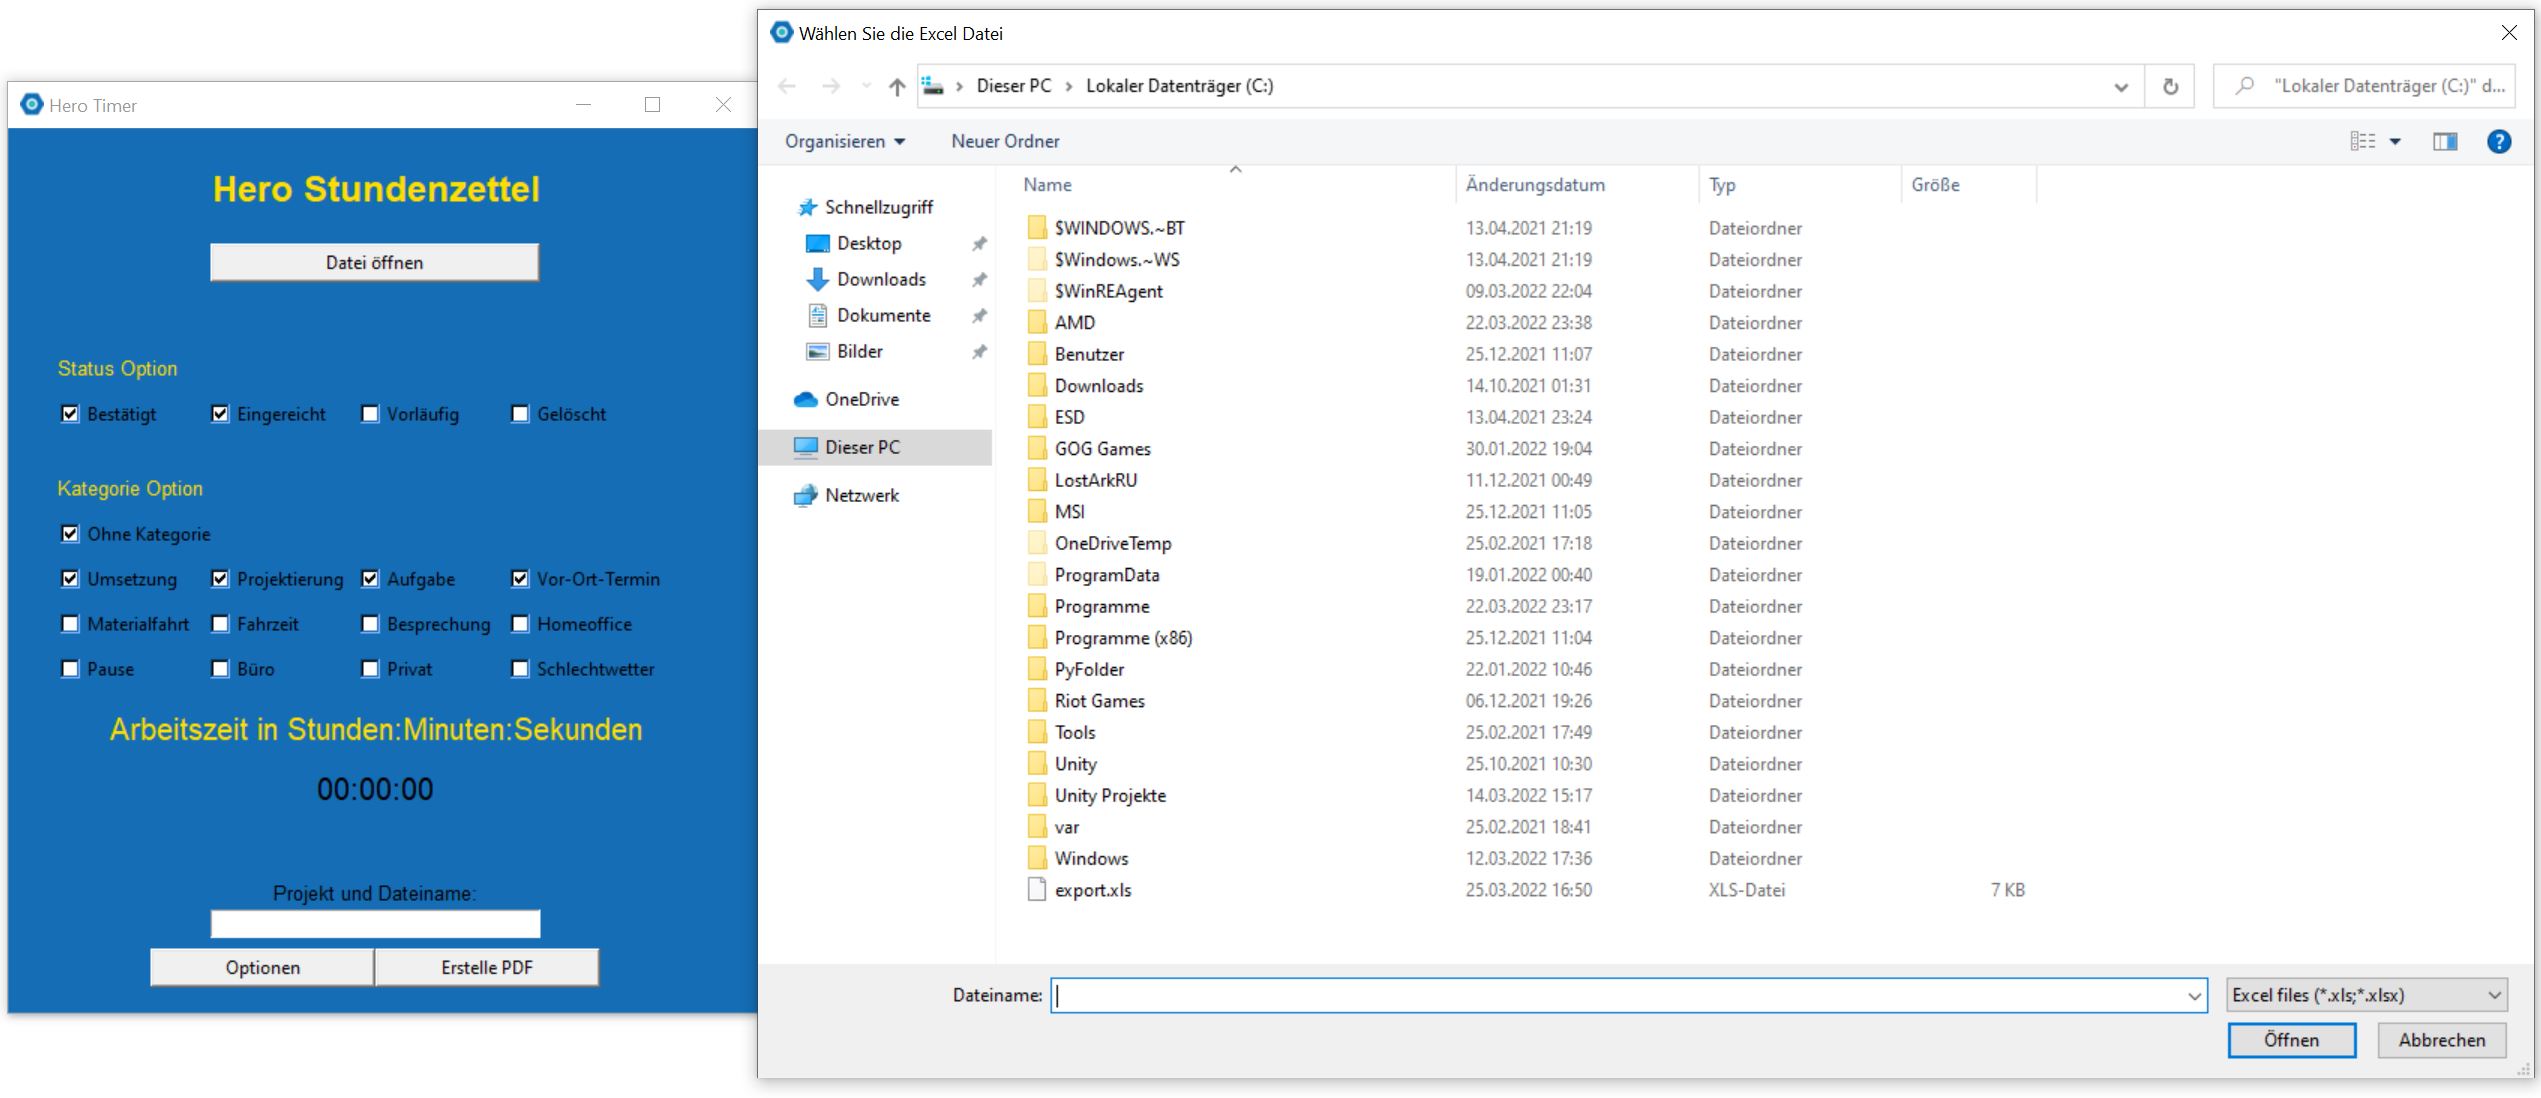 Hero Timer
Hero Stundenzettel
Datei öffnen
Status Option
Bestätigt Eingereicht Vorläufig Gelöscht
Kategorie Option
Ohne Kategorie
Umsetzung Projektierung Aufgabe Vor-Ort-Termin
Materialfahrt Fahrzeit Besprechung Homeoffice
Pause Büro Privat Schlechtwetter
Arbeitszeit in Stunden:Minuten:Sekunden
00:00:00
Projekt und Dateiname:
Optionen Erstelle PDF
Wählen Sie die Excel Datei
Dieser PC › Lokaler Datenträger (C:) "Lokaler Datenträger (C:)" d...
Organisieren Neuer Ordner ?
Schnellzugriff
Desktop
Downloads
Dokumente
Bilder
OneDrive
Dieser PC
Netzwerk
Name Änderungsdatum Typ Größe
$WINDOWS.~BT 13.04.2021 21:19 Dateiordner
$Windows.~WS 13.04.2021 21:19 Dateiordner
$WinREAgent 09.03.2022 22:04 Dateiordner
AMD 22.03.2022 23:38 Dateiordner
Benutzer 25.12.2021 11:07 Dateiordner
Downloads 14.10.2021 01:31 Dateiordner
ESD 13.04.2021 23:24 Dateiordner
GOG Games 30.01.2022 19:04 Dateiordner
LostArkRU 11.12.2021 00:49 Dateiordner
MSI 25.12.2021 11:05 Dateiordner
OneDriveTemp 25.02.2021 17:18 Dateiordner
ProgramData 19.01.2022 00:40 Dateiordner
Programme 22.03.2022 23:17 Dateiordner
Programme (x86) 25.12.2021 11:04 Dateiordner
PyFolder 22.01.2022 10:46 Dateiordner
Riot Games 06.12.2021 19:26 Dateiordner
Tools 25.02.2021 17:49 Dateiordner
Unity 25.10.2021 10:30 Dateiordner
Unity Projekte 14.03.2022 15:17 Dateiordner
var 25.02.2021 18:41 Dateiordner
Windows 12.03.2022 17:36 Dateiordner
export.xls 25.03.2022 16:50 XLS-Datei 7 KB
Dateiname: Excel files (*.xls;*.xlsx)
Öffnen Abbrechen